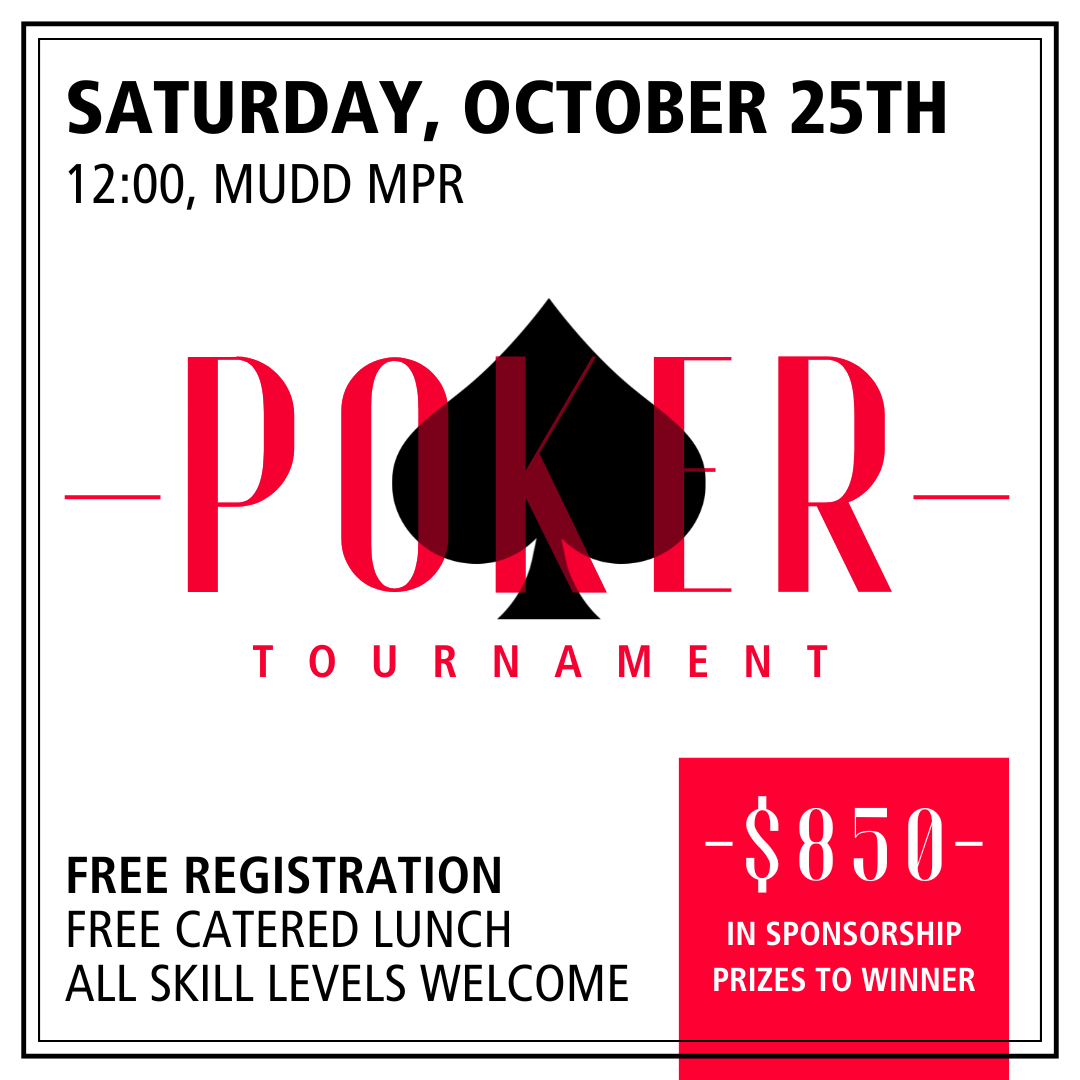 SATURDAY, OCTOBER 25TH
12:00, MUDD MPR
POKER
TOURNAMENT
FREE REGISTRATION
FREE CATERED LUNCH
ALL SKILL LEVELS WELCOME
-$850-
IN SPONSORSHIP
PRIZES TO WINNER